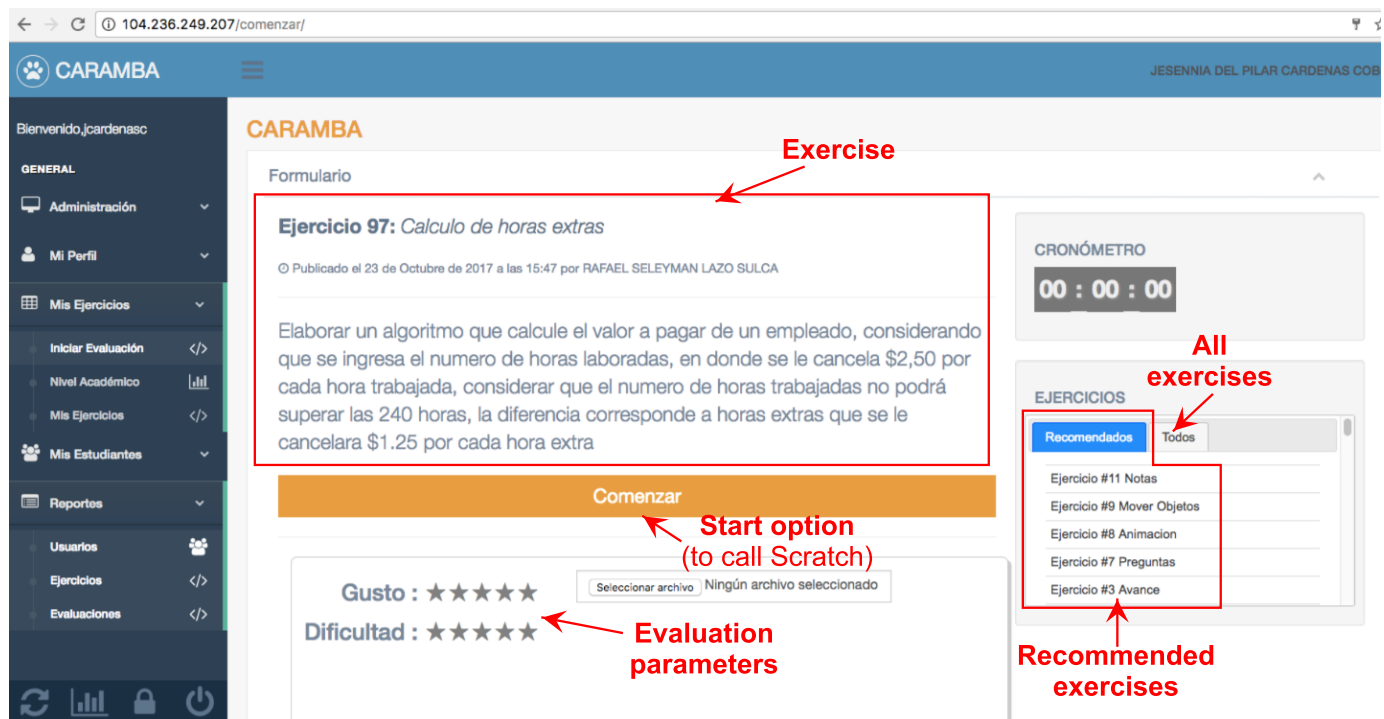 104.236.249.207/comenzar/
CARAMBA
JESENNIA DEL PILAR CARDENAS COB
Bienvenido,jcardenasc
GENERAL
Administración
Mi Perfil
Mis Ejercicios
Iniciar Evaluación
Nivel Académico
Mis Ejercicios
Mis Estudiantes
Reportes
Usuarios
Ejercicios
Evaluaciones
CARAMBA
Exercise
Formulario
Ejercicio 97: Calculo de horas extras
Publicado el 23 de Octubre de 2017 a las 15:47 por RAFAEL SELEYMAN LAZO SULCA
Elaborar un algoritmo que calcule el valor a pagar de un empleado, considerando
que se ingresa el numero de horas laboradas, en donde se le cancela $2,50 por
cada hora trabajada, considerar que el numero de horas trabajadas no podrá
superar las 240 horas, la diferencia corresponde a horas extras que se le
cancelara $1.25 por cada hora extra
Comenzar
Start option
(to call Scratch)
Gusto : ★★★★★
Seleccionar archivo Ningún archivo seleccionado
Dificultad : ★★★★★
Evaluation
parameters
CRONÓMETRO
00 : 00 : 00
All
exercises
EJERCICIOS
Recomendados
Todos
Ejercicio #11 Notas
Ejercicio #9 Mover Objetos
Ejercicio #8 Animacion
Ejercicio #7 Preguntas
Ejercicio #3 Avance
Recommended
exercises